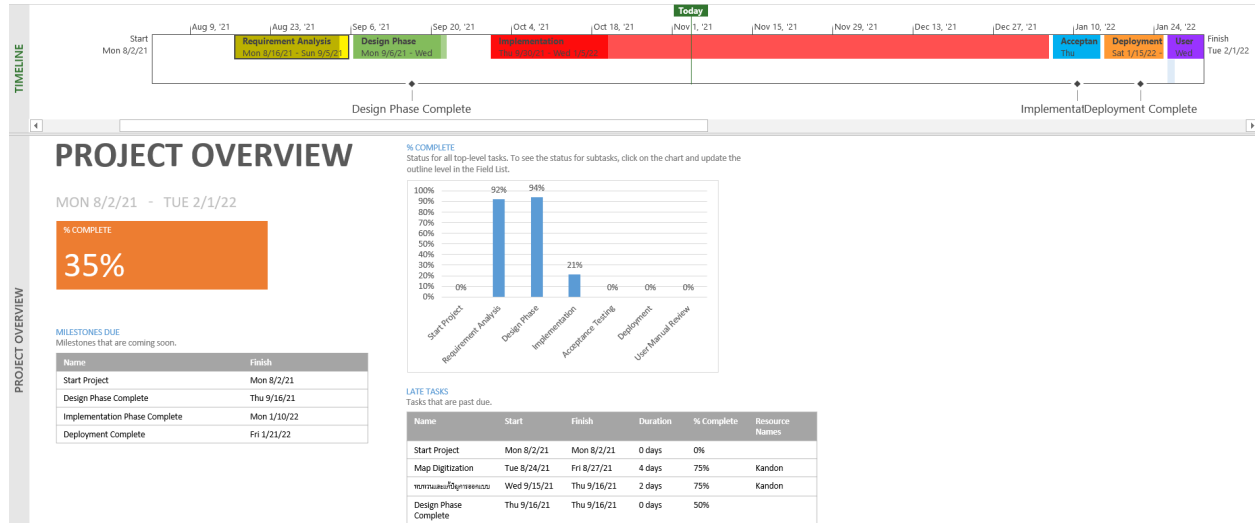 Today
Aug 9, '21
Aug 23, '21
Sep 6, '21
Sep 20, '21
Oct 4, '21
Oct 18, '21
Nov 1, '21
Nov 15, '21
Nov 29, '21
Dec 13, '21
Dec 27, '21
Jan 10, '22
Jan 24, '22
TIMELINE
Start
Mon 8/2/21
Requirement Analysis
Mon 8/16/21 - Sun 9/5/21
Design Phase
Mon 9/6/21 - Wed
Implementation
Acceptan
Thu
Deployment
Sat 1/15/22 -
User
Wed
Finish
Tue 2/1/22
Design Phase Complete
Implementat
Deployment Complete
PROJECT OVERVIEW
PROJECT OVERVIEW
MON 8/2/21 - TUE 2/1/22
% COMPLETE
35%
MILESTONES DUE
Milestones that are coming soon.
Name Finish
Start Project Mon 8/2/21
Design Phase Complete Thu 9/16/21
Implementation Phase Complete Mon 1/10/22
Deployment Complete Fri 1/21/22
% COMPLETE
Status for all top-level tasks. To see the status for subtasks, click on the chart and update the
outline level in the Field List.
100%
90%
80%
70%
60%
50%
40%
30%
20%
10%
0%
0%
92%
94%
21%
0%
0%
0%
Start Project
Requirement Analysis
Design Phase
Implementation
Acceptance Testing
Deployment
User Manual Review
LATE TASKS
Tasks that are past due.
Name Start Finish Duration % Complete Resource Names
Start Project Mon 8/2/21 Mon 8/2/21 0 days 0%
Map Digitization Tue 8/24/21 Fri 8/27/21 4 days 75% Kandon
Wed 9/15/21 Thu 9/16/21 2 days 75% Kandon
Design Phase Complete Thu 9/16/21 Thu 9/16/21 0 days 50%